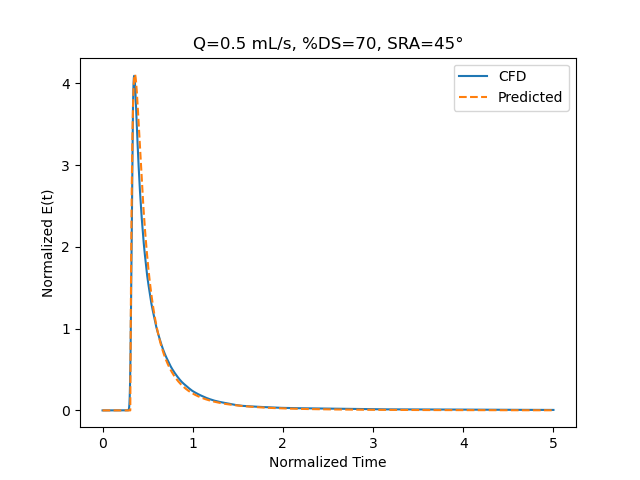 Q=0.5 mL/s, %DS=70, SRA=45°
CFD
Predicted
Normalized E(t)
4
3
2
1
0
0 1 2 3 4 5
Normalized Time